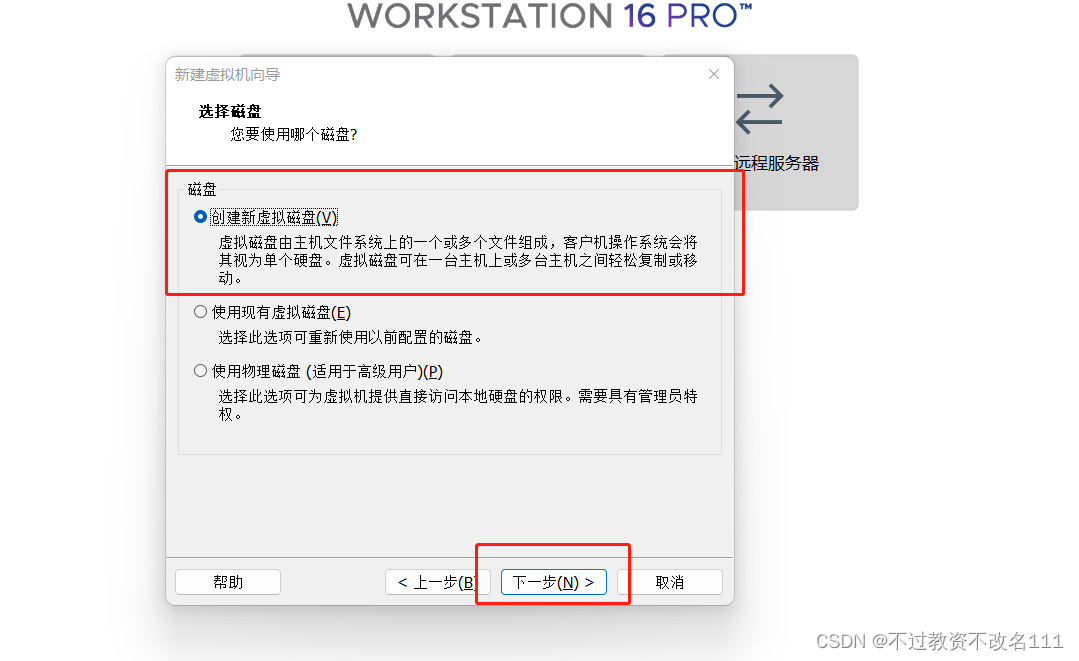 WORKSTATION 16 PRO™
新建虚拟机向导
选择磁盘
您要使用哪个磁盘?
远程服务器
磁盘
创建新虚拟磁盘(V)
虚拟磁盘由主机文件系统上的一个或多个文件组成，客户机操作系统会将
其视为单个硬盘。虚拟磁盘可在一台主机上或多台主机之间轻松复制或移
动。
使用现有虚拟磁盘(E)
选择此选项可重新使用以前配置的磁盘。
使用物理磁盘 (适用于高级用户)(P)
选择此选项可为虚拟机提供直接访问本地硬盘的权限。需要具有管理员特
权。
帮助
< 上一步(B)
下一步(N) >
取消
CSDN @不过教资不改名111